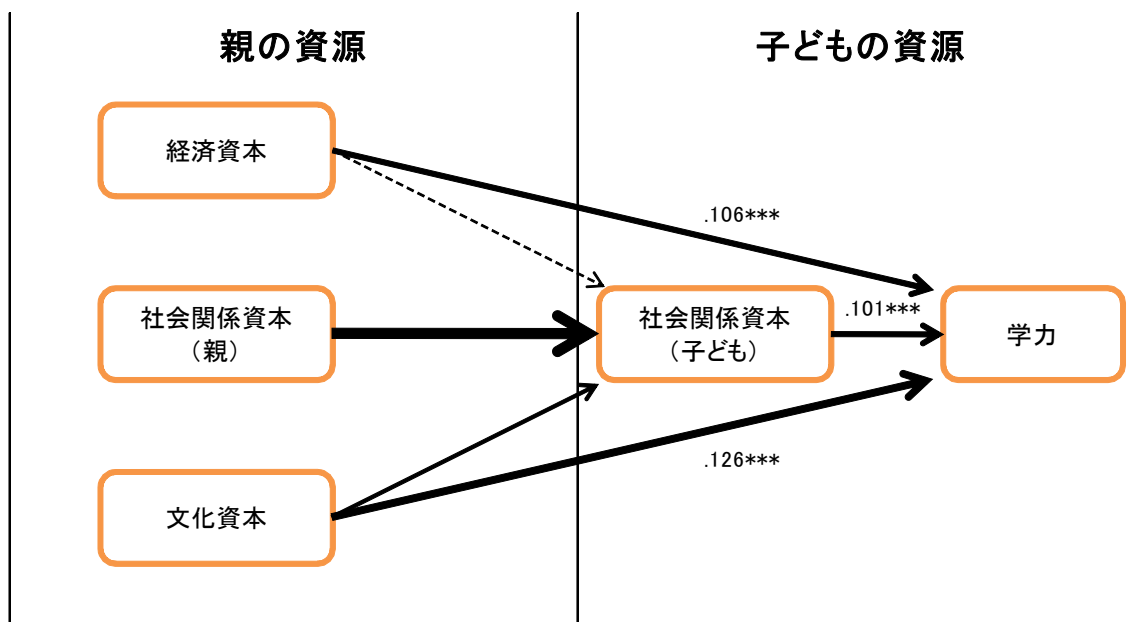 親の資源
子どもの資源
経済資本
.106***
社会関係資本
（親）
社会関係資本
（子ども）
.101***
学力
.126***
文化資本